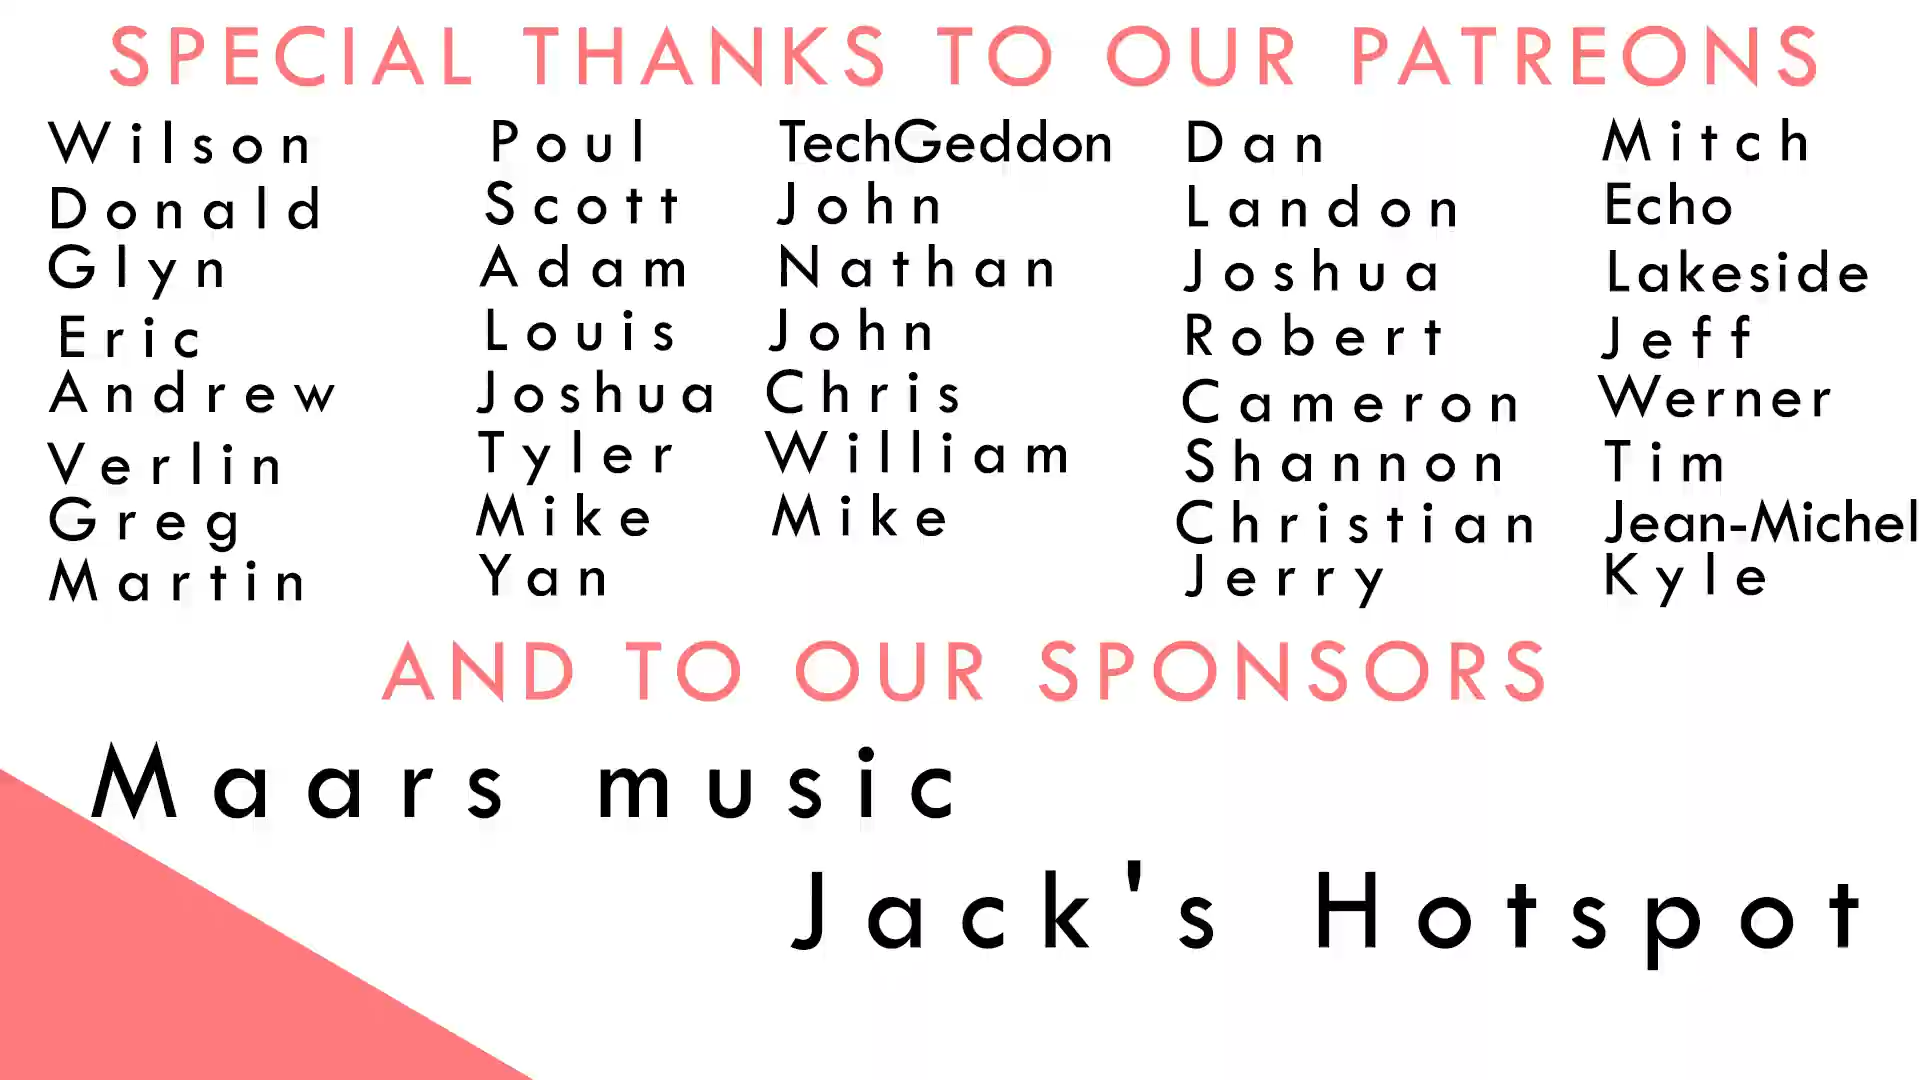 SPECIAL THANKS TO OUR PATREONS
Wilson
Donald
Glyn
Eric
Andrew
Verlin
Greg
Martin
Poul
Scott
Adam
Louis
Joshua
Tyler
Mike
Yan
TechGeddon
John
Nathan
John
Chris
William
Mike
Dan
Landon
Joshua
Robert
Cameron
Shannon
Christian
Jerry
Mitch
Echo
Lakeside
Jeff
Werner
Tim
Jean-Michel
Kyle
AND TO OUR SPONSORS
Maars music
Jack's Hotspot